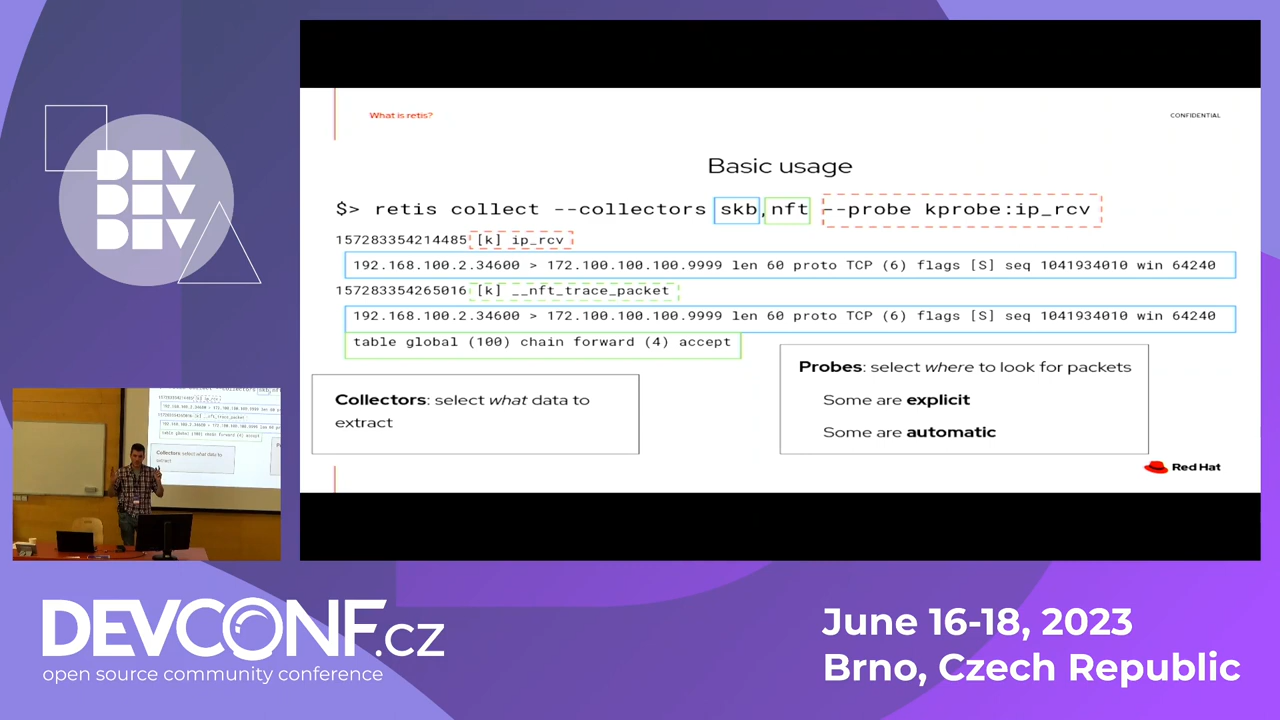 DEV
DEV
DEV
What is retis?
CONFIDENTIAL
Basic usage
$> retis collect --collectors skb,nft --probe kprobe:ip_rcv
157283354214485 [k] ip_rcv
192.168.100.2.34600 > 172.100.100.100.9999 len 60 proto TCP (6) flags [S] seq 1041934010 win 64240
157283354265016 [k] __nft_trace_packet
192.168.100.2.34600 > 172.100.100.100.9999 len 60 proto TCP (6) flags [S] seq 1041934010 win 64240
table global (100) chain forward (4) accept
Collectors: select what data to
extract
Probes: select where to look for packets
Some are explicit
Some are automatic
Red Hat
DEVCONF.cz
open source community conference
June 16-18, 2023
Brno, Czech Republic